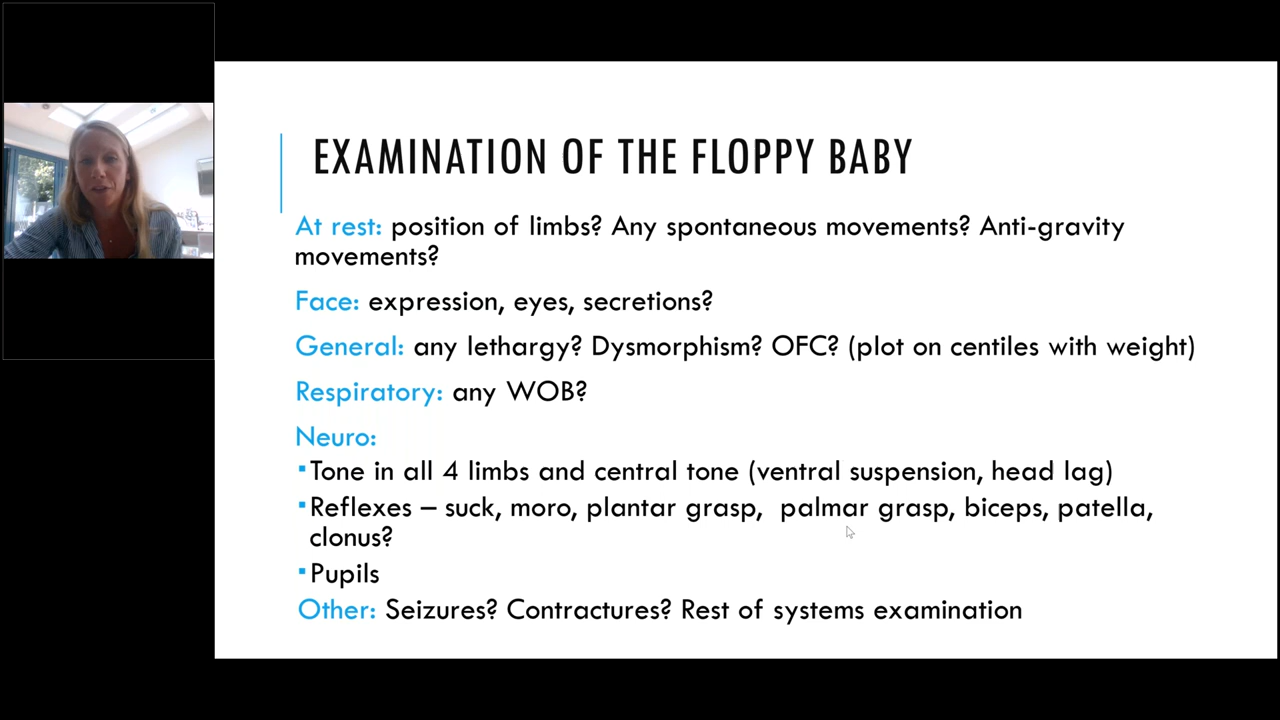 EXAMINATION OF THE FLOPPY BABY
At rest: position of limbs? Any spontaneous movements? Anti-gravity
movements?
Face: expression, eyes, secretions?
General: any lethargy? Dysmorphism? OFC? (plot on centiles with weight)
Respiratory: any WOB?
Neuro:
▪Tone in all 4 limbs and central tone (ventral suspension, head lag)
▪Reflexes – suck, moro, plantar grasp,  palmar grasp, biceps, patella,
clonus?
▪Pupils
Other: Seizures? Contractures? Rest of systems examination